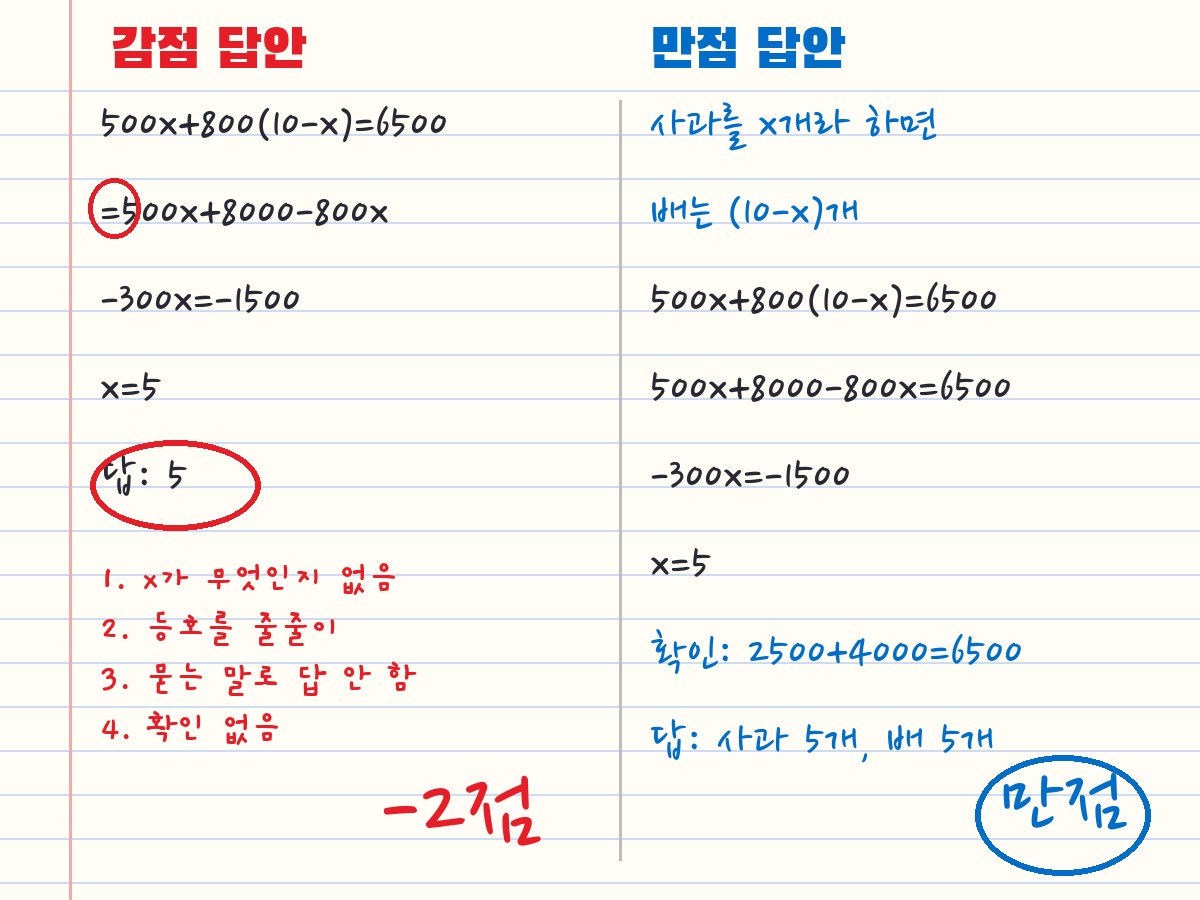 감점 답안
500x+800(10-x)=6500
=500x+8000-800x
-300x=-1500
x=5
답: 5
1. x가 무엇인지 없음
2. 등호를 줄줄이
3. 묻는 말로 답 안 함
4. 확인 없음
-2점
만점 답안
사과를 x개라 하면
배는 (10-x)개
500x+800(10-x)=6500
500x+8000-800x=6500
-300x=-1500
x=5
확인: 2500+4000=6500
답: 사과 5개, 배 5개
만점